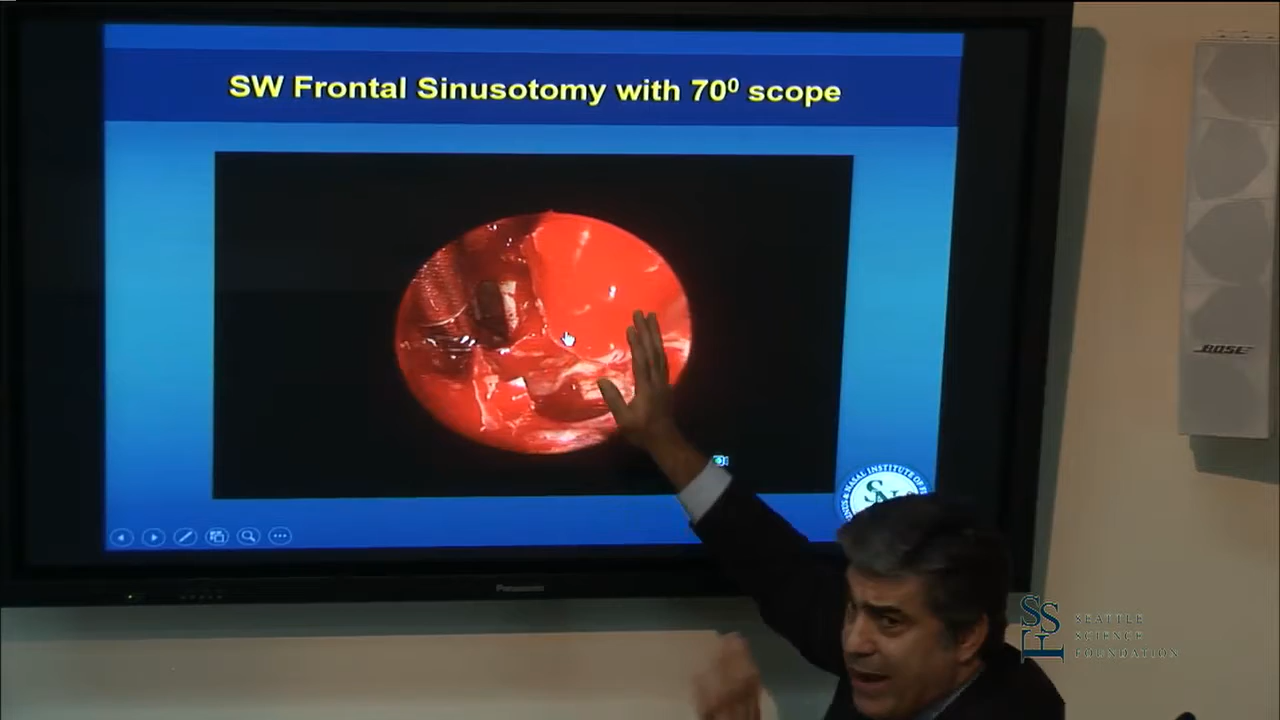 SW Frontal Sinusotomy with 70⁰ scope
BOSE
Panasonic
SEATTLE
SCIENCE
FOUNDATION